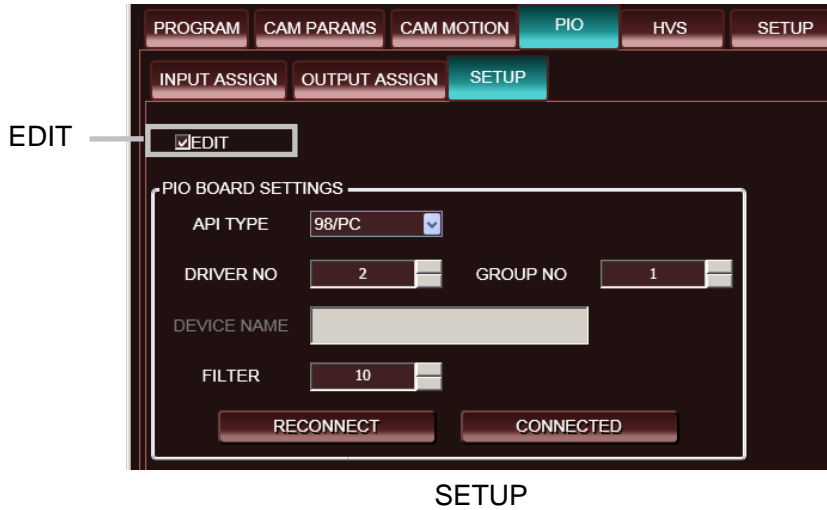 PROGRAM CAM PARAMS CAM MOTION PIO HVS SETUP
INPUT ASSIGN OUTPUT ASSIGN SETUP
EDIT EDIT
PIO BOARD SETTINGS
API TYPE 98/PC
DRIVER NO 2 GROUP NO 1
DEVICE NAME
FILTER 10
RECONNECT CONNECTED
SETUP